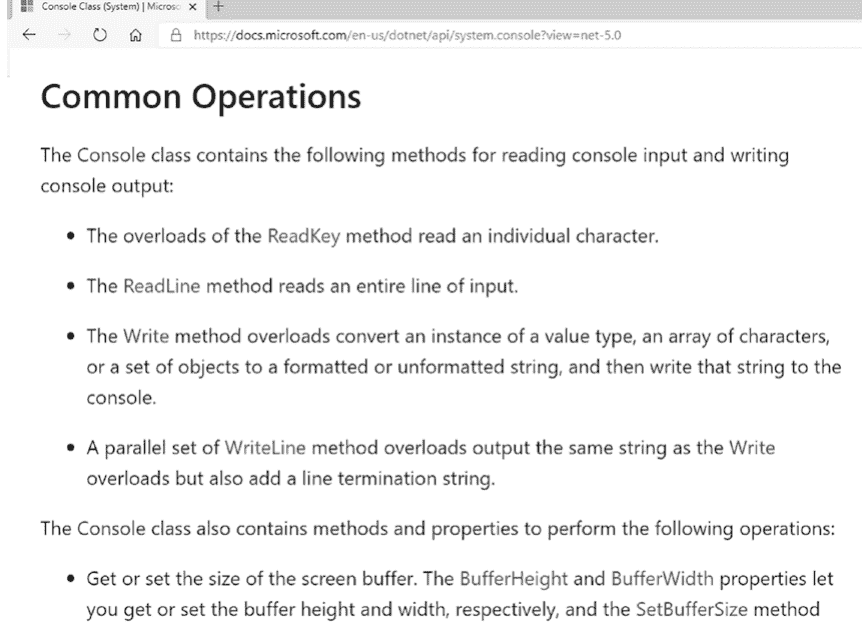 Console Class (System) | Microso
https://docs.microsoft.com/en-us/dotnet/api/system.console?view=net-5.0
Common Operations
The Console class contains the following methods for reading console input and writing
console output:
• The overloads of the ReadKey method read an individual character.
• The ReadLine method reads an entire line of input.
• The Write method overloads convert an instance of a value type, an array of characters,
or a set of objects to a formatted or unformatted string, and then write that string to the
console.
• A parallel set of WriteLine method overloads output the same string as the Write
overloads but also add a line termination string.
The Console class also contains methods and properties to perform the following operations:
• Get or set the size of the screen buffer. The BufferHeight and BufferWidth properties let
you get or set the buffer height and width, respectively, and the SetBufferSize method